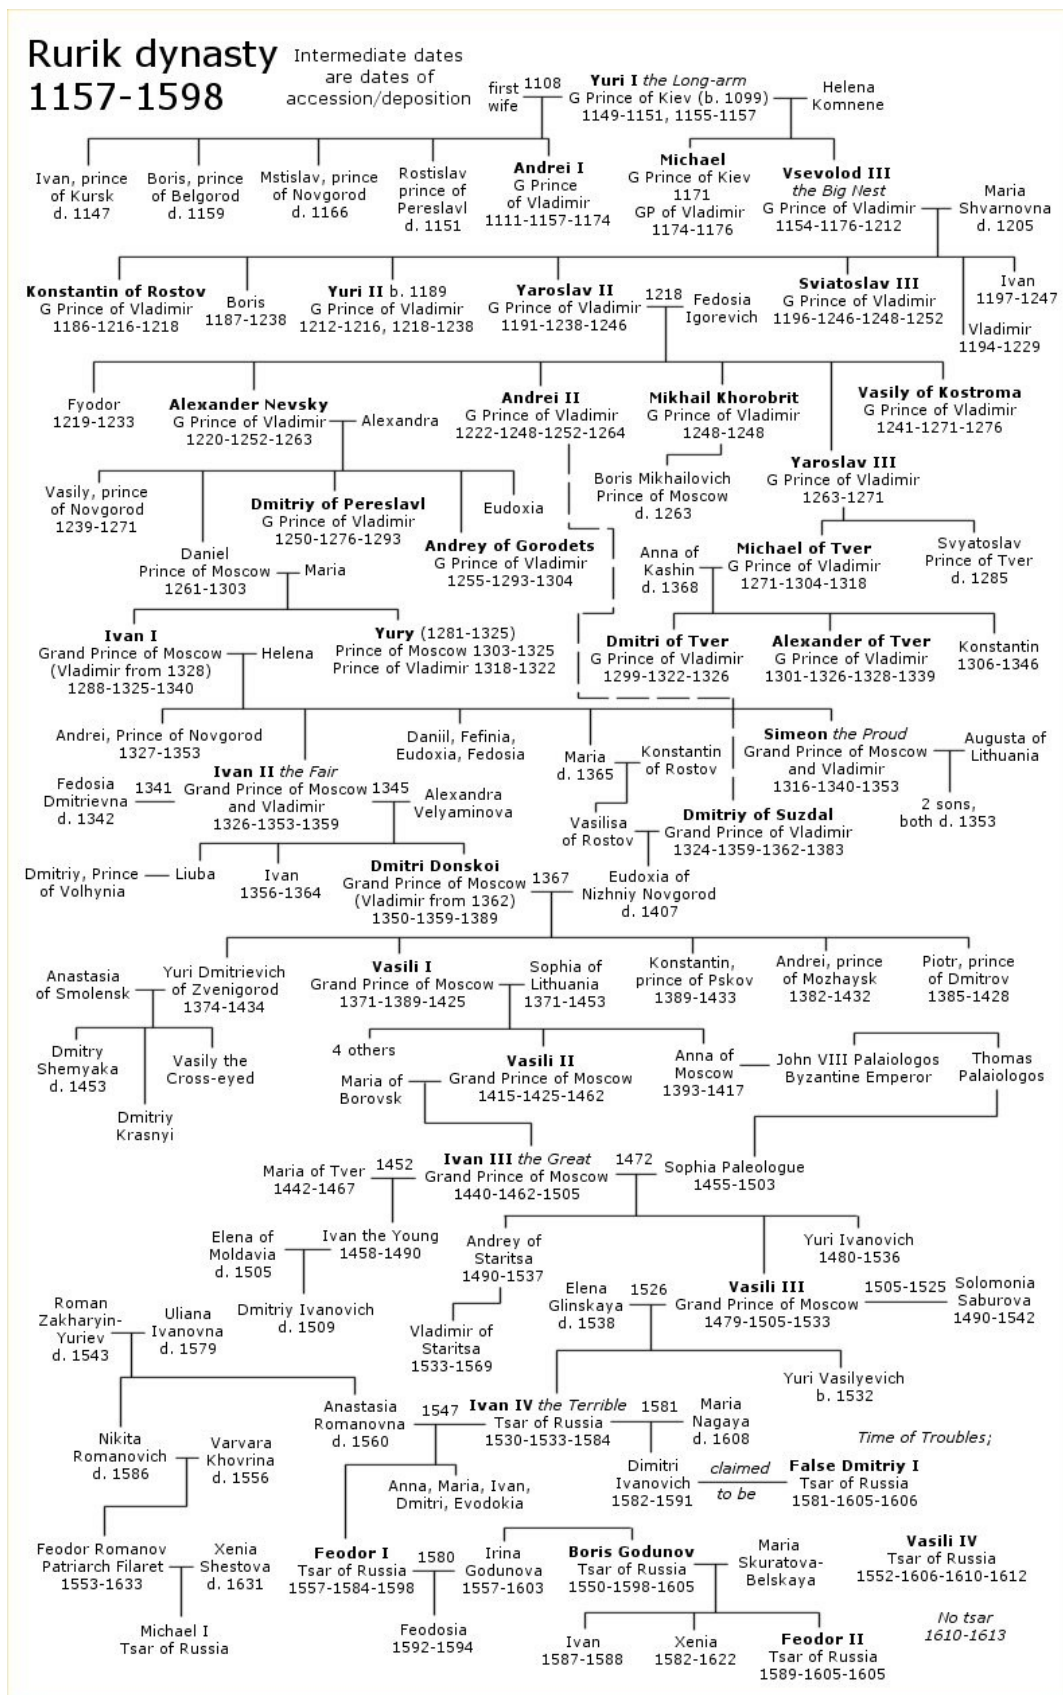 Rurik dynasty
1157-1598
Intermediate dates
are dates of
accession/deposition
first
wife
1108
Yuri I the Long-arm
G Prince of Kiev (b. 1099)
1149-1151, 1155-1157
Helena
Komnene
Ivan, prince
of Kursk
d. 1147
Boris, prince
of Belgorod
d. 1159
Mstislav, prince
of Novgorod
d. 1166
Rostislav
prince of
Pereslavl
d. 1151
Andrei I
G Prince
of Vladimir
1111-1157-1174
Michael
G Prince of Kiev
1171
GP of Vladimir
1174-1176
Vsevolod III
the Big Nest
G Prince of Vladimir
1154-1176-1212
Maria
Shvarnovna
d. 1205
Konstantin of Rostov
G Prince of Vladimir
1186-1216-1218
Boris
1187-1238
Yuri II b. 1189
G Prince of Vladimir
1212-1216, 1218-1238
Yaroslav II
G Prince of Vladimir
1191-1238-1246
1218
Fedosia
Igorevich
Sviatoslav III
G Prince of Vladimir
1196-1246-1248-1252
Ivan
1197-1247
Vladimir
1194-1229
Fyodor
1219-1233
Alexander Nevsky
G Prince of Vladimir
1220-1252-1263
Alexandra
Andrei II
G Prince of Vladimir
1222-1248-1252-1264
Mikhail Khorobrit
G Prince of Vladimir
1248-1248
Vasily of Kostroma
G Prince of Vladimir
1241-1271-1276
Boris Mikhailovich
Prince of Moscow
d. 1263
Yaroslav III
G Prince of Vladimir
1263-1271
Vasily, prince
of Novgorod
1239-1271
Dmitriy of Pereslavl
G Prince of Vladimir
1250-1276-1293
Eudoxia
Daniel
Prince of Moscow
1261-1303
Maria
Andrey of Gorodets
G Prince of Vladimir
1255-1293-1304
Anna of
Kashin
d. 1368
Michael of Tver
G Prince of Vladimir
1271-1304-1318
Svyatoslav
Prince of Tver
d. 1285
Ivan I
Grand Prince of Moscow
(Vladimir from 1328)
1288-1325-1340
Helena
Yury (1281-1325)
Prince of Moscow 1303-1325
Prince of Vladimir 1318-1322
Dmitri of Tver
G Prince of Vladimir
1299-1322-1326
Alexander of Tver
G Prince of Vladimir
1301-1326-1328-1339
Konstantin
1306-1346
Andrei, Prince of Novgorod
1327-1353
Daniil, Fefinia,
Eudoxia, Fedosia
Maria
d. 1365
Konstantin
of Rostov
Simeon the Proud
Grand Prince of Moscow
and Vladimir
1316-1340-1353
Augusta of
Lithuania
Fedosia
Dmitrievna
d. 1342
1341
Ivan II the Fair
Grand Prince of Moscow
and Vladimir
1326-1353-1359
1345
Alexandra
Velyaminova
2 sons,
both d. 1353
Vasilisa
of Rostov
Dmitriy of Suzdal
Grand Prince of Vladimir
1324-1359-1362-1383
Dmitriy, Prince
of Volhynia
Liuba
Ivan
1356-1364
Dmitri Donskoi
Grand Prince of Moscow
(Vladimir from 1362)
1350-1359-1389
1367
Eudoxia of
Nizhniy Novgorod
d. 1407
Anastasia
of Smolensk
Yuri Dmitrievich
of Zvenigorod
1374-1434
Vasili I
Grand Prince of Moscow
1371-1389-1425
Sophia of
Lithuania
1371-1453
Konstantin,
prince of Pskov
1389-1433
Andrei, prince
of Mozhaysk
1382-1432
Piotr, prince
of Dmitrov
1385-1428
Dmitry
Shemyaka
d. 1453
Vasily the
Cross-eyed
Dmitriy
Krasnyi
4 others
Maria of
Borovsk
Vasili II
Grand Prince of Moscow
1415-1425-1462
Anna of
Moscow
1393-1417
John VIII Palaiologos
Byzantine Emperor
Thomas
Palaiologos
Maria of Tver
1442-1467
1452
Ivan III the Great
Grand Prince of Moscow
1440-1462-1505
1472
Sophia Paleologue
1455-1503
Elena of
Moldavia
d. 1505
Ivan the Young
1458-1490
Andrey of
Staritsa
1490-1537
Yuri Ivanovich
1480-1536
Dmitriy Ivanovich
d. 1509
Vladimir of
Staritsa
1533-1569
Elena
Glinskaya
d. 1538
1526
Vasili III
Grand Prince of Moscow
1479-1505-1533
1505-1525
Solomonia
Saburova
1490-1542
Roman
Zakharyin-
Yuriev
d. 1543
Uliana
Ivanovna
d. 1579
Yuri Vasilyevich
b. 1532
Nikita
Romanovich
d. 1586
Varvara
Khovrina
d. 1556
Anastasia
Romanovna
d. 1560
1547
Ivan IV the Terrible
Tsar of Russia
1530-1533-1584
1581
Maria
Nagaya
d. 1608
Time of Troubles;
Anna, Maria, Ivan,
Dmitri, Evodokia
Dimitri
Ivanovich
1582-1591
claimed
to be
False Dmitriy I
Tsar of Russia
1581-1605-1606
Feodor Romanov
Patriarch Filaret
1553-1633
Xenia
Shestova
d. 1631
Feodor I
Tsar of Russia
1557-1584-1598
1580
Irina
Godunova
1557-1603
Boris Godunov
Tsar of Russia
1550-1598-1605
Maria
Skuratova-
Belskaya
Vasili IV
Tsar of Russia
1552-1606-1610-1612
Michael I
Tsar of Russia
Feodosia
1592-1594
Ivan
1587-1588
Xenia
1582-1622
Feodor II
Tsar of Russia
1589-1605-1605
No tsar
1610-1613